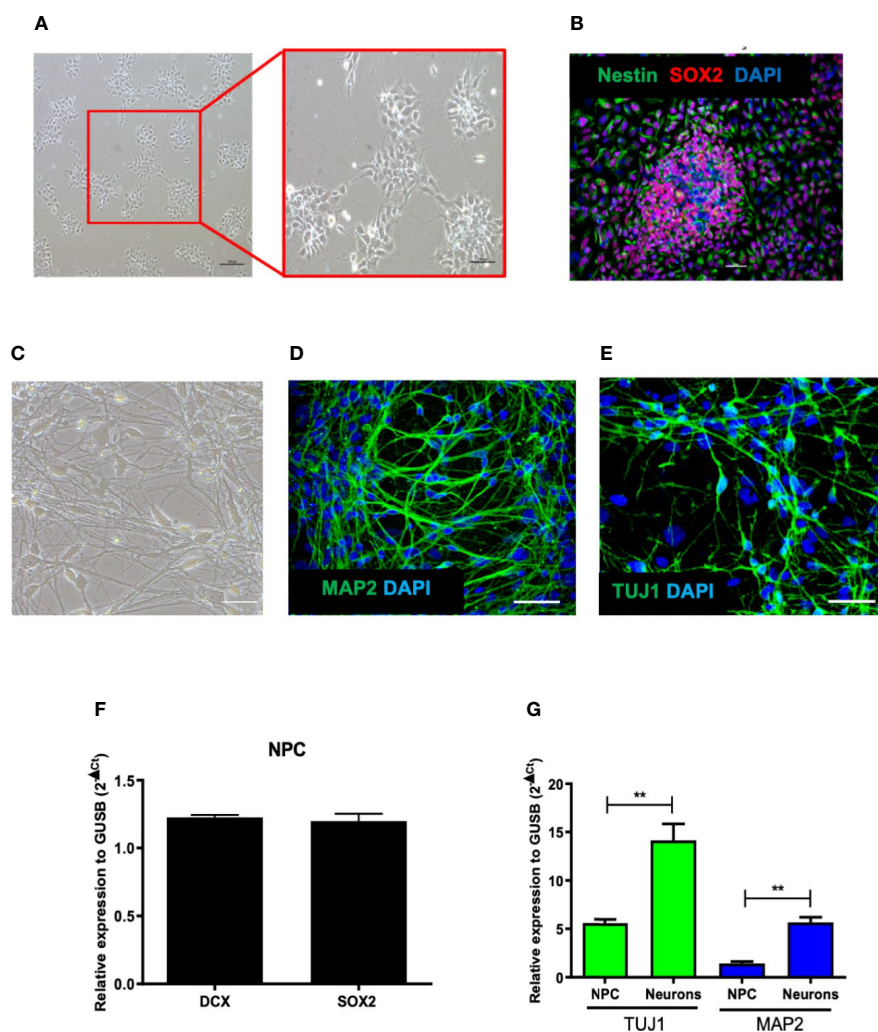 A
B
Nestin SOX2 DAPI
C
D
E
MAP2 DAPI
TUJ1 DAPI
F
G
NPC
Relative expression to GUSB (2^-▲Ct)
1.5
1.0
0.5
0.0
DCX SOX2
Relative expression to GUSB (2^-▲Ct)
20
15
10
5
0
**
**
NPC Neurons NPC Neurons
TUJ1 MAP2